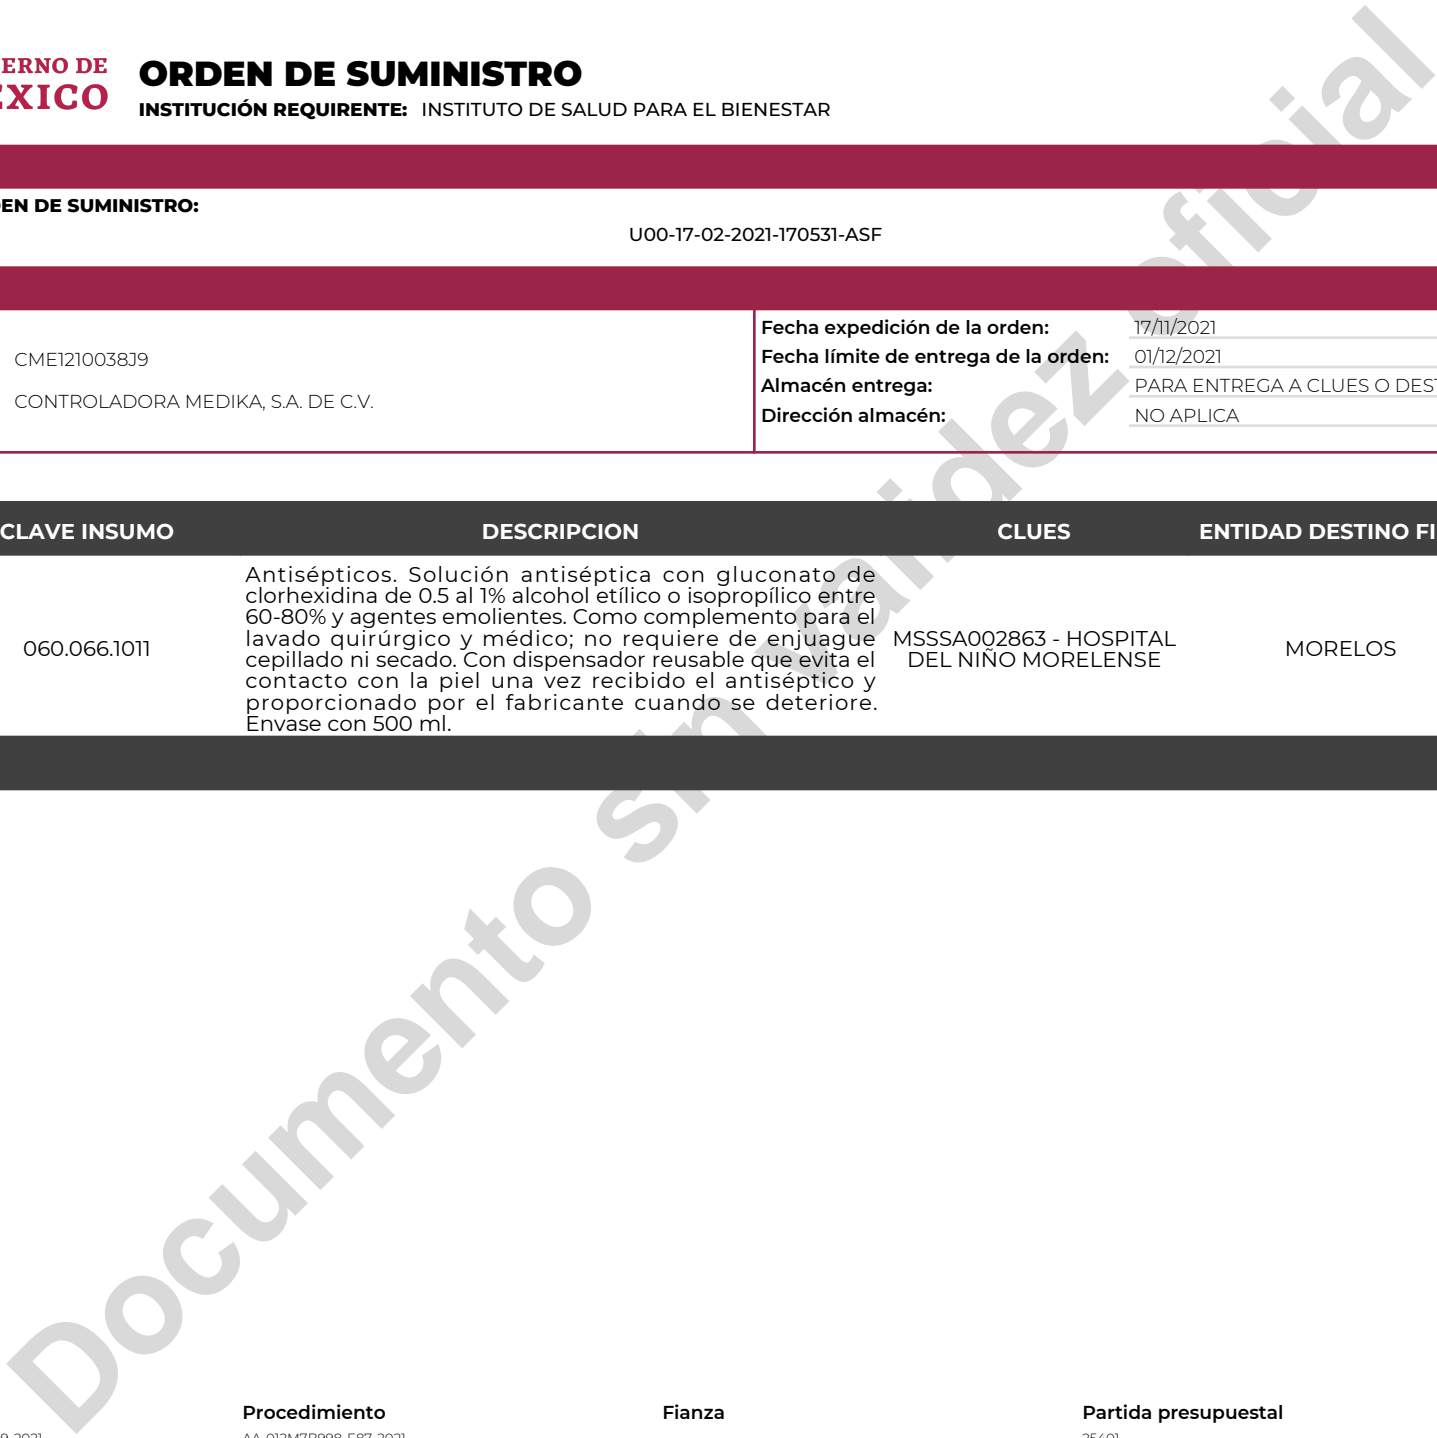 ERNO DE
ÉXICO
ORDEN DE SUMINISTRO
INSTITUCIÓN REQUIRENTE: INSTITUTO DE SALUD PARA EL BIENESTAR
EN DE SUMINISTRO:
U00-17-02-2021-170531-ASF
CME1210038J9
CONTROLADORA MEDIKA, S.A. DE C.V.
Fecha expedición de la orden: 17/11/2021
Fecha límite de entrega de la orden: 01/12/2021
Almacén entrega: PARA ENTREGA A CLUES O DEST
Dirección almacén: NO APLICA
CLAVE INSUMO DESCRIPCION CLUES ENTIDAD DESTINO FI
060.066.1011
Antisépticos. Solución antiséptica con gluconato de
clorhexidina de 0.5 al 1% alcohol etílico o isopropílico entre
60-80% y agentes emolientes. Como complemento para el
lavado quirúrgico y médico; no requiere de enjuague
cepillado ni secado. Con dispensador reusable que evita el
contacto con la piel una vez recibido el antiséptico y
proporcionado por el fabricante cuando se deteriore.
Envase con 500 ml.
MSSSA002863 - HOSPITAL
DEL NIÑO MORELENSE
MORELOS
Documento sin validez oficial
Procedimiento Fianza Partida presupuestal